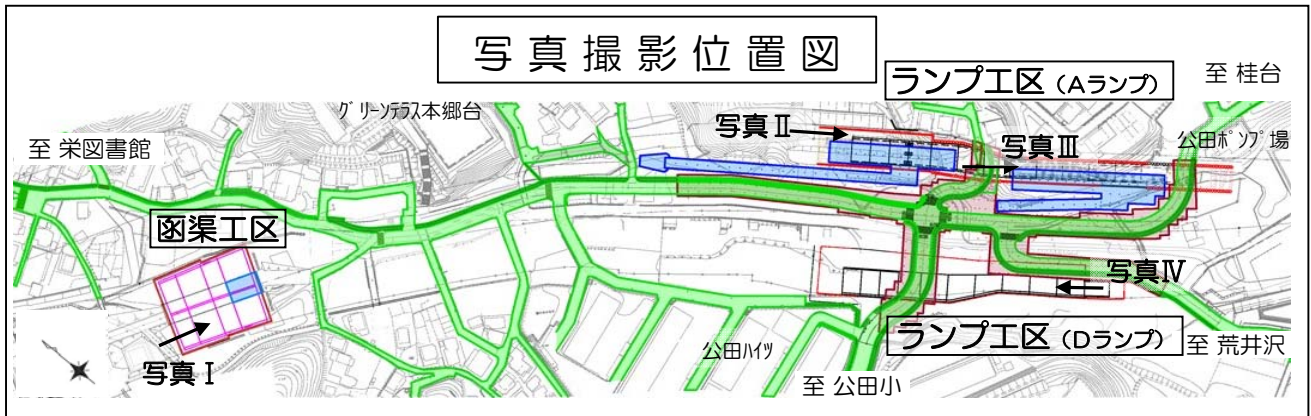 写真撮影位置図
ランプ工区（Aランプ）
至 桂台
グリーンテラス本郷台
写真Ⅱ
写真Ⅲ
公田ポンプ場
至 栄図書館
函渠工区
写真Ⅳ
写真Ⅰ
公田ハイツ
ランプ工区（Dランプ）
至 荒井沢
至 公田小